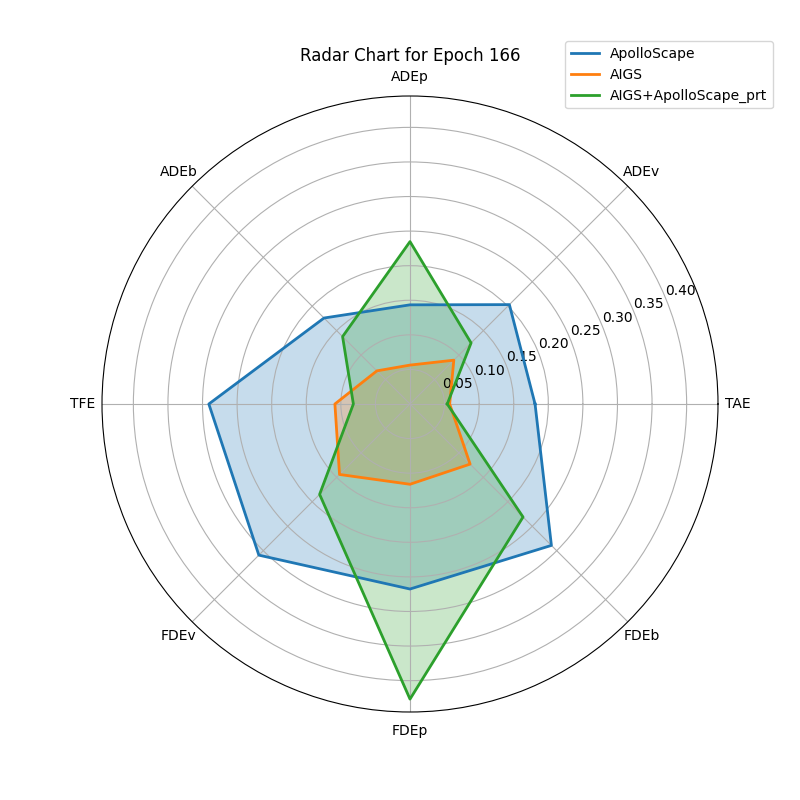 Radar Chart for Epoch 166
ApolloScape
AIGS
AIGS+ApolloScape_prt
ADEp
ADEb
ADEv
0.40
0.35
0.30
0.25
0.20
0.15
0.10
0.05
TFE
TAE
FDEv
FDEb
FDEp